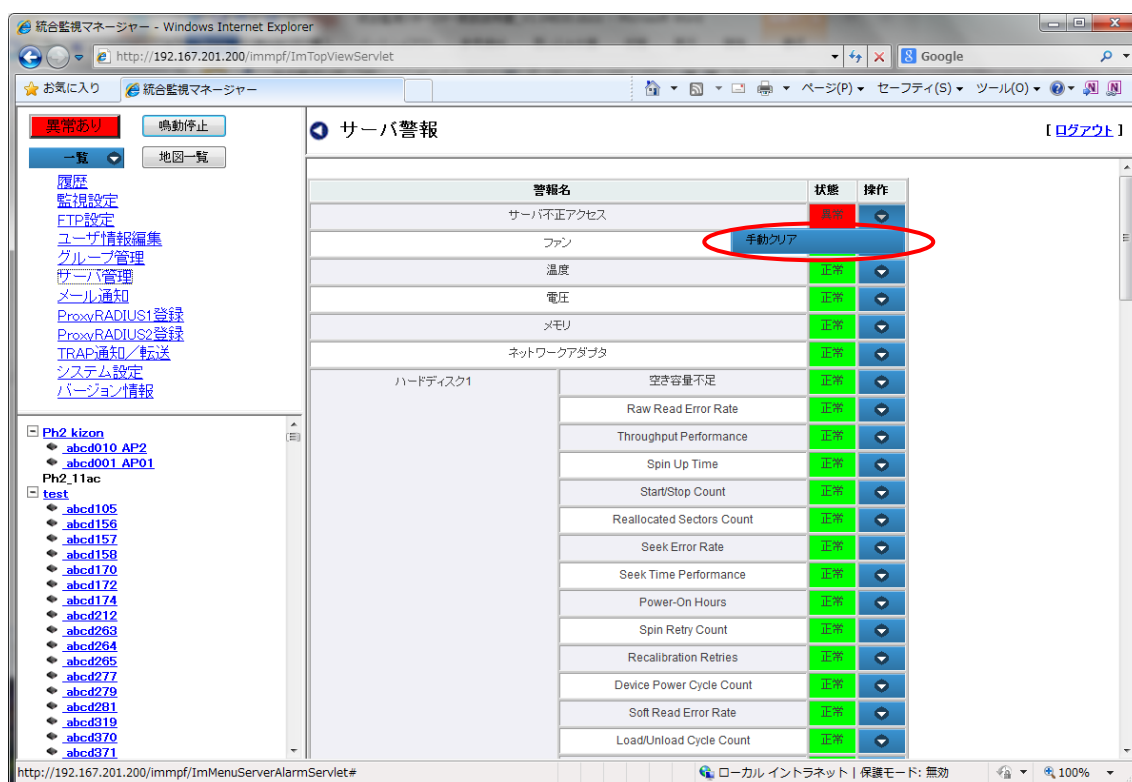 統合監視マネージャー - Windows Internet Explorer
http://192.167.201.200/immpf/ImTopViewServlet
Google
お気に入り
統合監視マネージャー
ページ(P) セーフティ(S) ツール(O)
異常あり 鳴動停止
一覧 地図一覧
履歴
監視設定
FTP設定
ユーザ情報編集
グループ管理
サーバ管理
メール通知
ProxyRADIUS1登録
ProxyRADIUS2登録
TRAP通知/転送
システム設定
バージョン情報
Ph2_kizon
abcd010_AP2
abcd001_AP01
Ph2_11ac
test
abcd105
abcd156
abcd157
abcd158
abcd170
abcd172
abcd174
abcd212
abcd263
abcd264
abcd265
abcd277
abcd279
abcd281
abcd319
abcd370
abcd371
サーバ警報
[ ログアウト ]
警報名 状態 操作
サーバ不正アクセス 異常
ファン
手動クリア
温度 正常
電圧 正常
メモリ 正常
ネットワークアダプタ 正常
ハードディスク1 空き容量不足 正常
Raw Read Error Rate 正常
Throughput Performance 正常
Spin Up Time 正常
Start/Stop Count 正常
Reallocated Sectors Count 正常
Seek Error Rate 正常
Seek Time Performance 正常
Power-On Hours 正常
Spin Retry Count 正常
Recalibration Retries 正常
Device Power Cycle Count 正常
Soft Read Error Rate 正常
Load/Unload Cycle Count 正常
http://192.167.201.200/immpf/ImMenuServerAlarmServlet#
ローカル イントラネット | 保護モード: 無効
100%